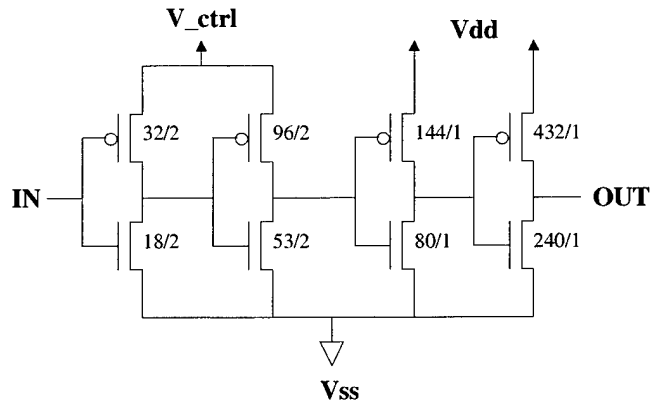 V_ctrl
Vdd
32/2
96/2
144/1
432/1
IN
OUT
18/2
53/2
80/1
240/1
Vss